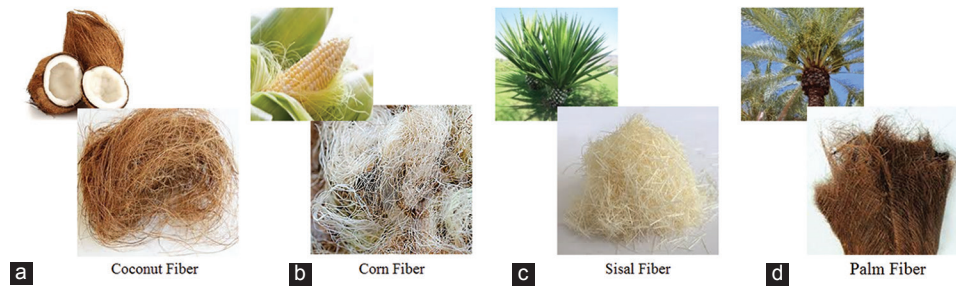 a Coconut Fiber
b Corn Fiber
c Sisal Fiber
d Palm Fiber